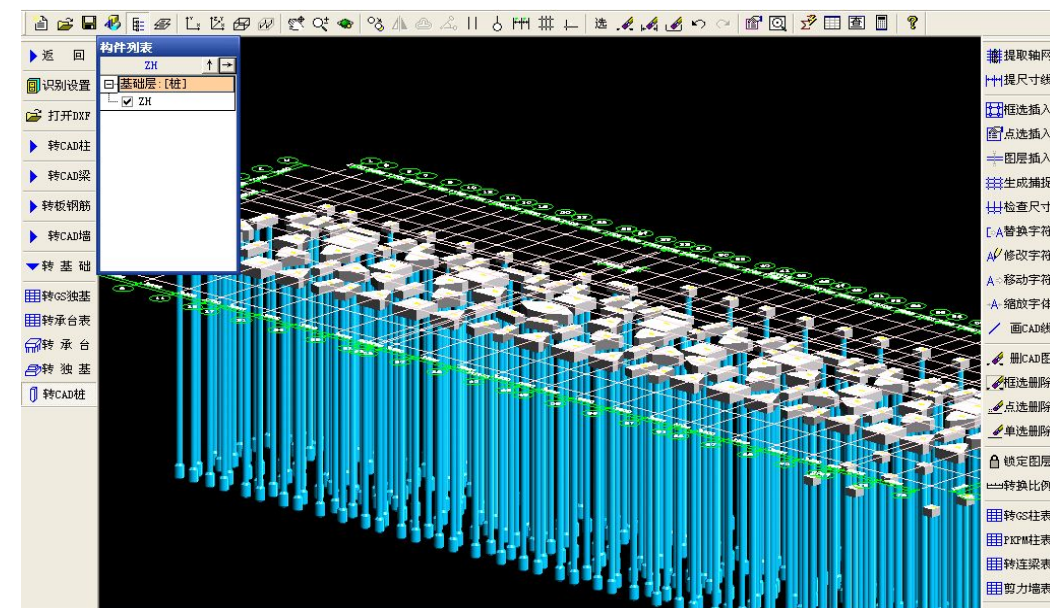 构件列表
ZH
基础层:[桩]
ZH
返 回
识别设置
打开DXF
转CAD柱
转CAD梁
转板钢筋
转CAD墙
转 基 础
转GS独基
转承台表
转 承 台
转 独 基
转CAD桩
选
查
提取轴网
提尺寸线
框选插入
点选插入
图层插入
生成捕捉
检查尺寸
替换字符
修改字符
移动字符
缩放字体
画CAD线
删CAD图
框选删除
点选删除
单选删除
锁定图层
转换比例
转GS柱表
PKPM柱表
转连梁表
剪力墙表